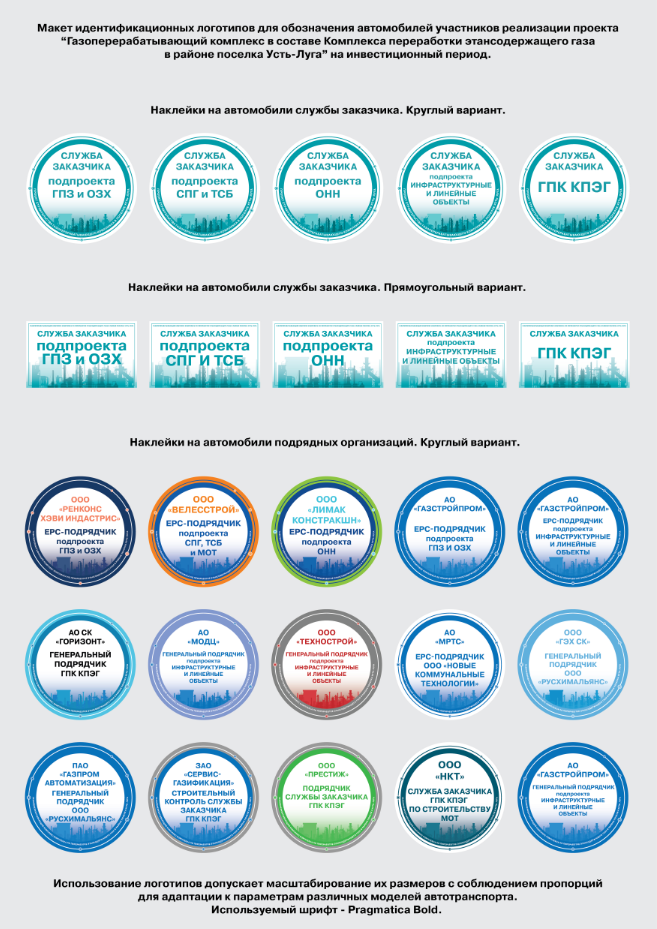 Макет идентификационных логотипов для обозначения автомобилей участников реализации проекта
“Газоперерабатывающий комплекс в составе Комплекса переработки этансодержащего газа
в районе поселка Усть-Луга” на инвестиционный период.
Наклейки на автомобили службы заказчика. Круглый вариант.
СЛУЖБА
ЗАКАЗЧИКА
подпроекта
ГПЗ и ОЗХ
СЛУЖБА
ЗАКАЗЧИКА
подпроекта
СПГ и ТСБ
СЛУЖБА
ЗАКАЗЧИКА
подпроекта
ОНН
СЛУЖБА
ЗАКАЗЧИКА
подпроекта
ИНФРАСТРУКТУРНЫЕ
И ЛИНЕЙНЫЕ
ОБЪЕКТЫ
СЛУЖБА
ЗАКАЗЧИКА
ГПК КПЭГ
Наклейки на автомобили службы заказчика. Прямоугольный вариант.
СЛУЖБА ЗАКАЗЧИКА
подпроекта
ГПЗ и ОЗХ
СЛУЖБА ЗАКАЗЧИКА
подпроекта
СПГ И ТСБ
СЛУЖБА ЗАКАЗЧИКА
подпроекта
ОНН
СЛУЖБА ЗАКАЗЧИКА
подпроекта
ИНФРАСТРУКТУРНЫЕ
И ЛИНЕЙНЫЕ ОБЪЕКТЫ
СЛУЖБА ЗАКАЗЧИКА
ГПК КПЭГ
Наклейки на автомобили подрядных организаций. Круглый вариант.
ООО
«РЕНКОНС
ХЭВИ ИНДАСТРИС»
ЕРС-ПОДРЯДЧИК
подпроекта
ГПЗ и ОЗХ
ООО
«ВЕЛЕССТРОЙ»
ЕРС-ПОДРЯДЧИК
подпроекта
СПГ, ТСБ
и МОТ
ООО
«ЛИМАК
КОНСТРАКШН»
ЕРС-ПОДРЯДЧИК
подпроекта
ОНН
АО
«ГАЗСТРОЙПРОМ»
ЕРС-ПОДРЯДЧИК
подпроекта
ГПЗ и ОЗХ
АО
«ГАЗСТРОЙПРОМ»
ЕРС-ПОДРЯДЧИК
подпроекта
ИНФРАСТРУКТУРНЫЕ
И ЛИНЕЙНЫЕ
ОБЪЕКТЫ
АО СК
«ГОРИЗОНТ»
ГЕНЕРАЛЬНЫЙ
ПОДРЯДЧИК
ГПК КПЭГ
АО
«МОДЦ»
ГЕНЕРАЛЬНЫЙ ПОДРЯДЧИК
подпроекта
ИНФРАСТРУКТУРНЫЕ
И ЛИНЕЙНЫЕ
ОБЪЕКТЫ
ООО
«ТЕХНОСТРОЙ»
ГЕНЕРАЛЬНЫЙ ПОДРЯДЧИК
подпроекта
ИНФРАСТРУКТУРНЫЕ
И ЛИНЕЙНЫЕ
ОБЪЕКТЫ
АО
«МРТС»
ЕРС-ПОДРЯДЧИК
ООО «НОВЫЕ
КОММУНАЛЬНЫЕ
ТЕХНОЛОГИИ»
ООО
«ГЭХ СК»
ГЕНЕРАЛЬНЫЙ
ПОДРЯДЧИК
ООО
«РУСХИМАЛЬЯНС»
ПАО
«ГАЗПРОМ
АВТОМАТИЗАЦИЯ»
ГЕНЕРАЛЬНЫЙ
ПОДРЯДЧИК
ООО
«РУСХИМАЛЬЯНС»
ЗАО
«СЕРВИС-
ГАЗИФИКАЦИЯ»
СТРОИТЕЛЬНЫЙ
КОНТРОЛЬ СЛУЖБЫ
ЗАКАЗЧИКА
ГПК КПЭГ
ООО
«ПРЕСТИЖ»
ПОДРЯДЧИК
СЛУЖБЫ ЗАКАЗЧИКА
ГПК КПЭГ
ООО
«НКТ»
СЛУЖБА ЗАКАЗЧИКА
ГПК КПЭГ
ПО СТРОИТЕЛЬСТВУ
МОТ
АО
«ГАЗСТРОЙПРОМ»
ГЕНЕРАЛЬНЫЙ ПОДРЯДЧИК
подпроекта
ИНФРАСТРУКТУРНЫЕ
И ЛИНЕЙНЫЕ
ОБЪЕКТЫ
Использование логотипов допускает масштабирование их размеров с соблюдением пропорций
для адаптации к параметрам различных моделей автотранспорта.
Используемый шрифт - Pragmatica Bold.